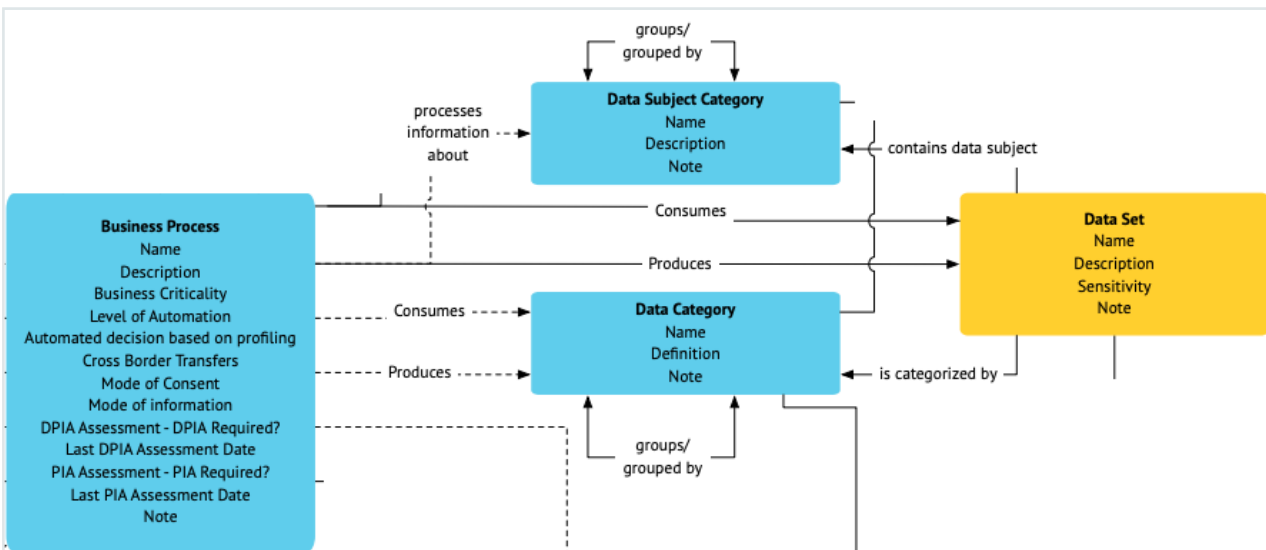 groups/
grouped by
Data Subject Category
Name
Description
Note
processes
information
about
contains data subject
Business Process
Name
Description
Business Criticality
Level of Automation
Automated decision based on profiling
Cross Border Transfers
Mode of Consent
Mode of information
DPIA Assessment - DPIA Required?
Last DPIA Assessment Date
PIA Assessment - PIA Required?
Last PIA Assessment Date
Note
Consumes
Produces
Data Set
Name
Description
Sensitivity
Note
Consumes
Produces
Data Category
Name
Definition
Note
is categorized by
groups/
grouped by